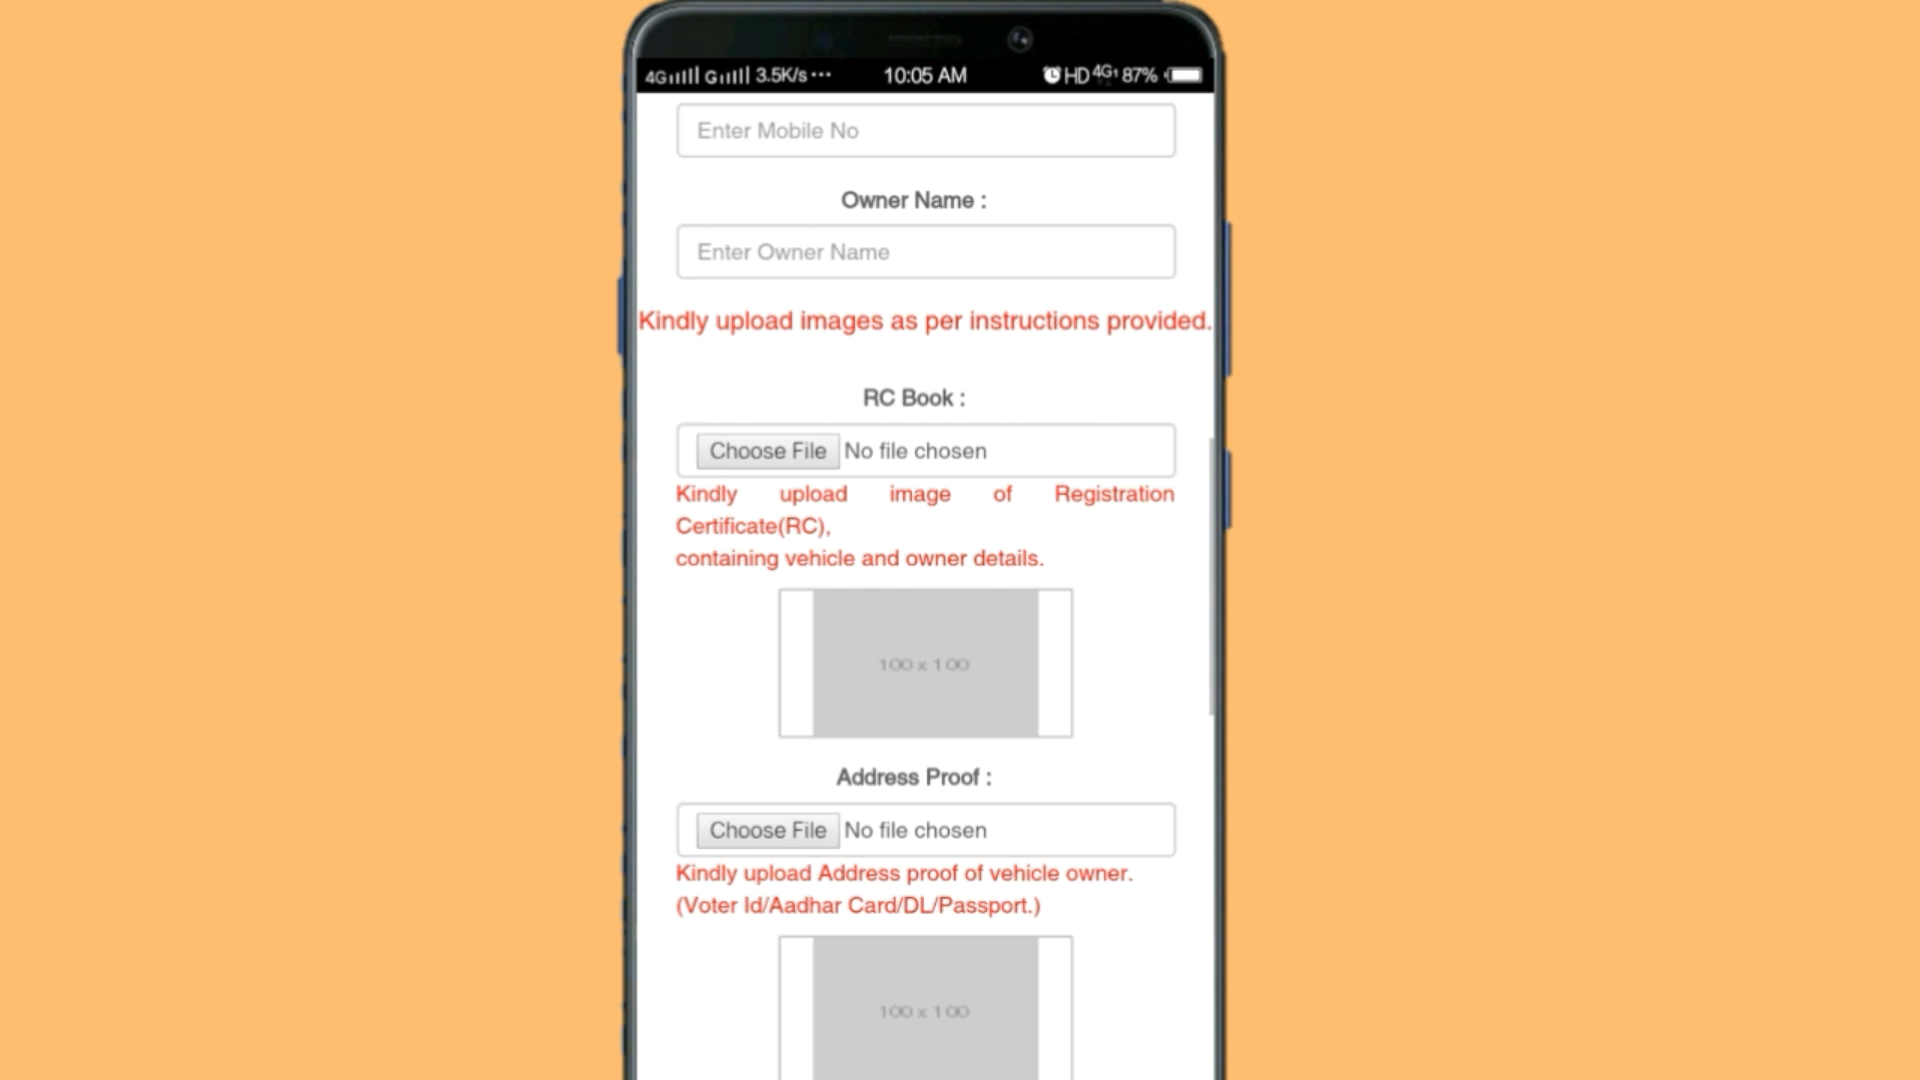 4G G 3.5K/s ··· 10:05 AM HD 4G 87%
Enter Mobile No
Owner Name :
Enter Owner Name
Kindly upload images as per instructions provided.
RC Book :
Choose File No file chosen
Kindly upload image of Registration
Certificate(RC),
containing vehicle and owner details.
100 x 100
Address Proof :
Choose File No file chosen
Kindly upload Address proof of vehicle owner.
(Voter Id/Aadhar Card/DL/Passport.)
100 x 100